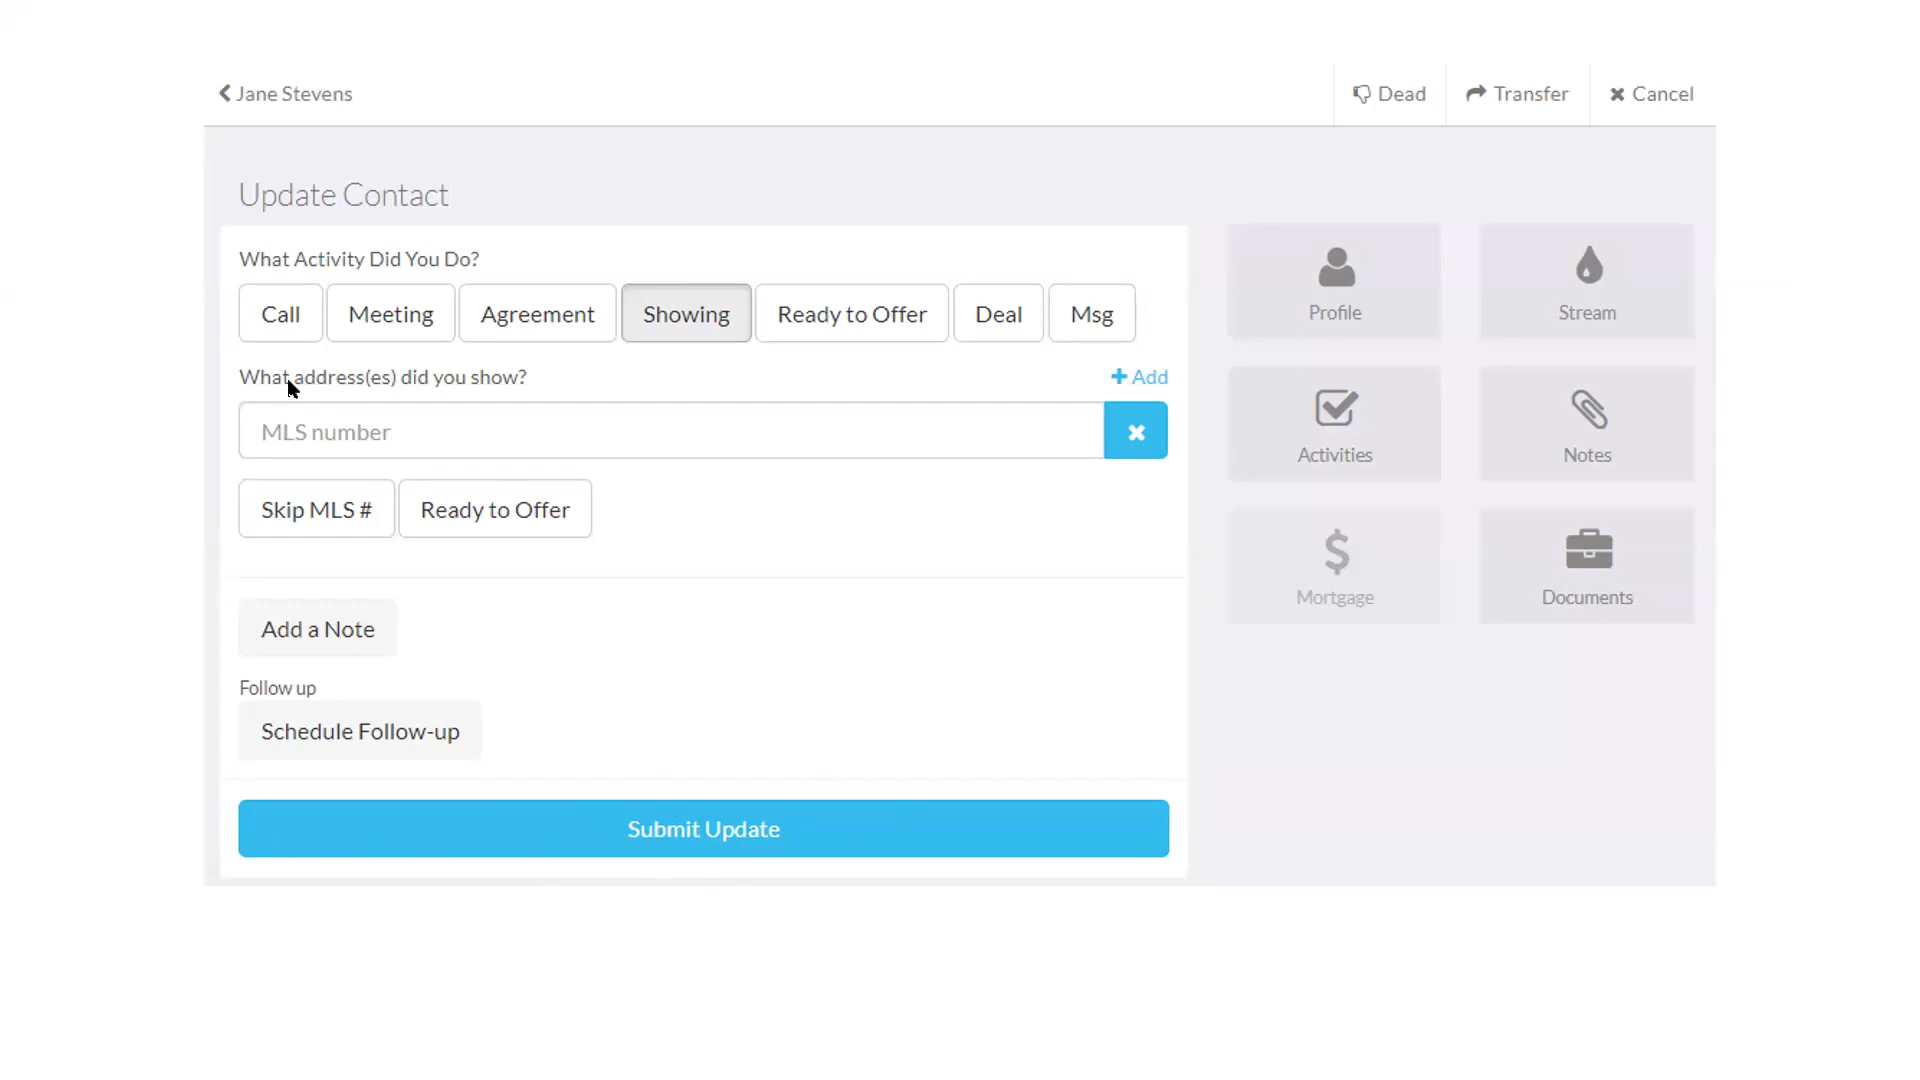 Jane Stevens
Dead
Transfer
Cancel
Update Contact
What Activity Did You Do?
Call
Meeting
Agreement
Showing
Ready to Offer
Deal
Msg
What address(es) did you show?
Add
MLS number
Skip MLS #
Ready to Offer
Add a Note
Follow up
Schedule Follow-up
Submit Update
Profile
Stream
Activities
Notes
Mortgage
Documents